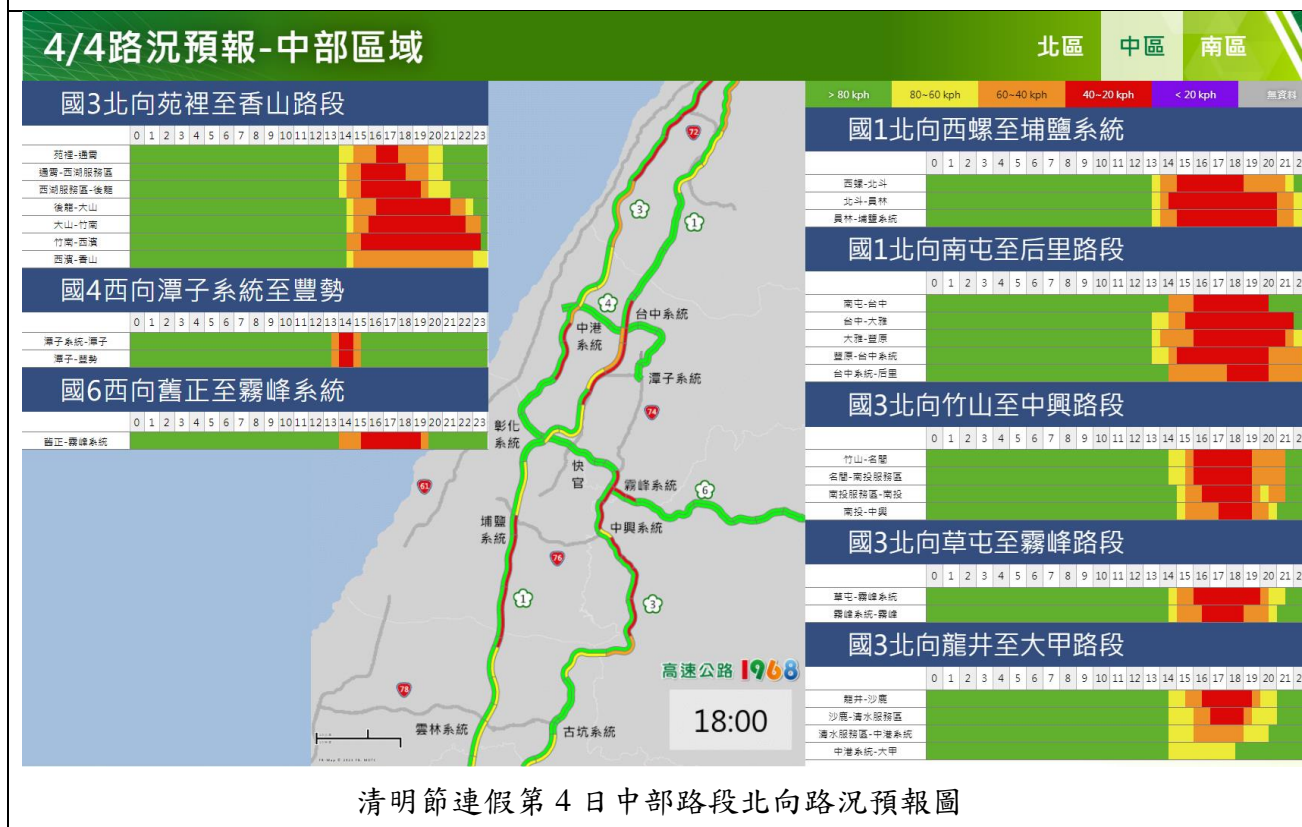 4/4路況預報-中部區域
北區 中區 南區
國3北向苑裡至香山路段
0 1 2 3 4 5 6 7 8 9 10 11 12 13 14 15 16 17 18 19 20 21 22 23
苑裡-通霄
通霄-西湖服務區
西湖服務區-後龍
後龍-大山
大山-竹南
竹南-西濱
西濱-香山
國4西向潭子系統至豐勢
0 1 2 3 4 5 6 7 8 9 10 11 12 13 14 15 16 17 18 19 20 21 22 23
潭子系統-潭子
潭子-豐勢
國6西向舊正至霧峰系統
0 1 2 3 4 5 6 7 8 9 10 11 12 13 14 15 16 17 18 19 20 21 22 23
舊正-霧峰系統
72
3
1
4
台中系統
中港
系統
潭子系統
74
彰化
系統
快
官
霧峰系統
6
61
埔鹽
系統
中興系統
76
1
3
高速公路1968
78
18:00
雲林系統
古坑系統
> 80 kph 80~60 kph 60~40 kph 40~20 kph < 20 kph 無資料
國1北向西螺至埔鹽系統
0 1 2 3 4 5 6 7 8 9 10 11 12 13 14 15 16 17 18 19 20 21 2
西螺-北斗
北斗-員林
員林-埔鹽系統
國1北向南屯至后里路段
0 1 2 3 4 5 6 7 8 9 10 11 12 13 14 15 16 17 18 19 20 21 2
南屯-台中
台中-大雅
大雅-豐原
豐原-台中系統
台中系統-后里
國3北向竹山至中興路段
0 1 2 3 4 5 6 7 8 9 10 11 12 13 14 15 16 17 18 19 20 21 2
竹山-名間
名間-南投服務區
南投服務區-南投
南投-中興
國3北向草屯至霧峰路段
0 1 2 3 4 5 6 7 8 9 10 11 12 13 14 15 16 17 18 19 20 21 2
草屯-霧峰系統
霧峰系統-霧峰
國3北向龍井至大甲路段
0 1 2 3 4 5 6 7 8 9 10 11 12 13 14 15 16 17 18 19 20 21 2
龍井-沙鹿
沙鹿-清水服務區
清水服務區-中港系統
中港系統-大甲
清明節連假第4日中部路段北向路況預報圖